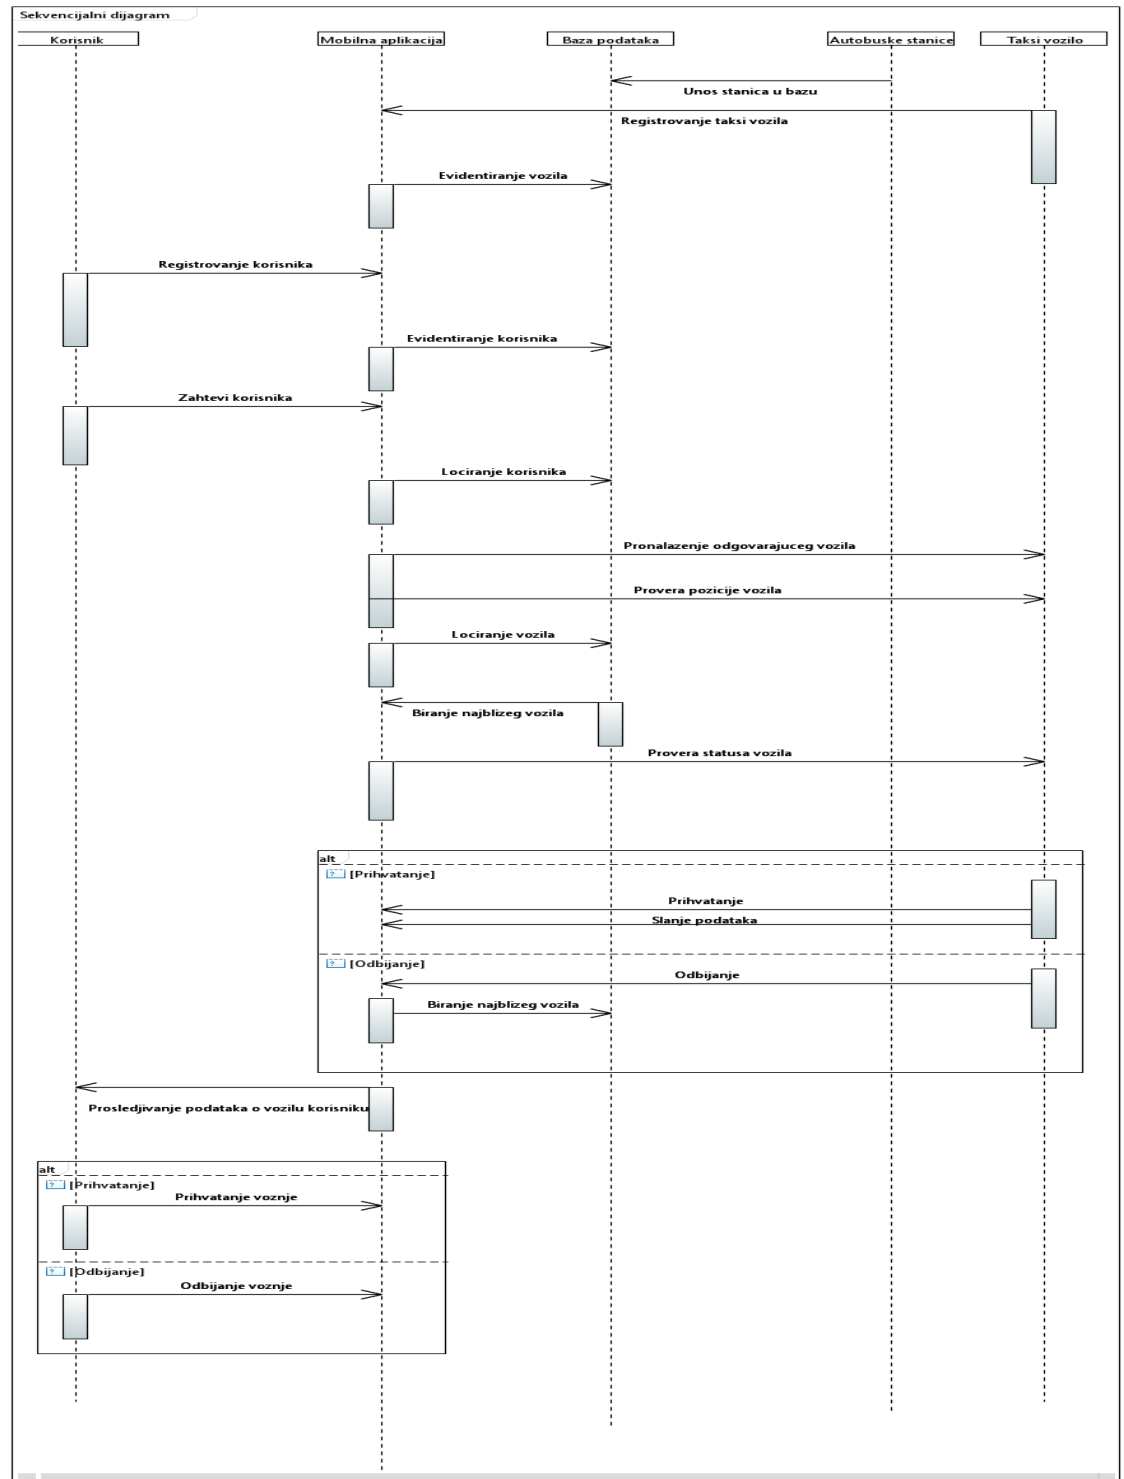 Sekvencijalni dijagram
Korisnik
Mobilna aplikacija
Baza podataka
Autobuske stanice
Taksi vozilo
Unos stanica u bazu
Registrovanje taksi vozila
Evidentiranje vozila
Registrovanje korisnika
Evidentiranje korisnika
Zahtevi korisnika
Lociranje korisnika
Pronalazenje odgovarajuceg vozila
Provera pozicije vozila
Lociranje vozila
Biranje najblizeg vozila
Provera statusa vozila
alt
[Prihvatanje]
Prihvatanje
Slanje podataka
[Odbijanje]
Odbijanje
Biranje najblizeg vozila
Prosledjivanje podataka o vozilu korisniku
alt
[Prihvatanje]
Prihvatanje voznje
[Odbijanje]
Odbijanje voznje